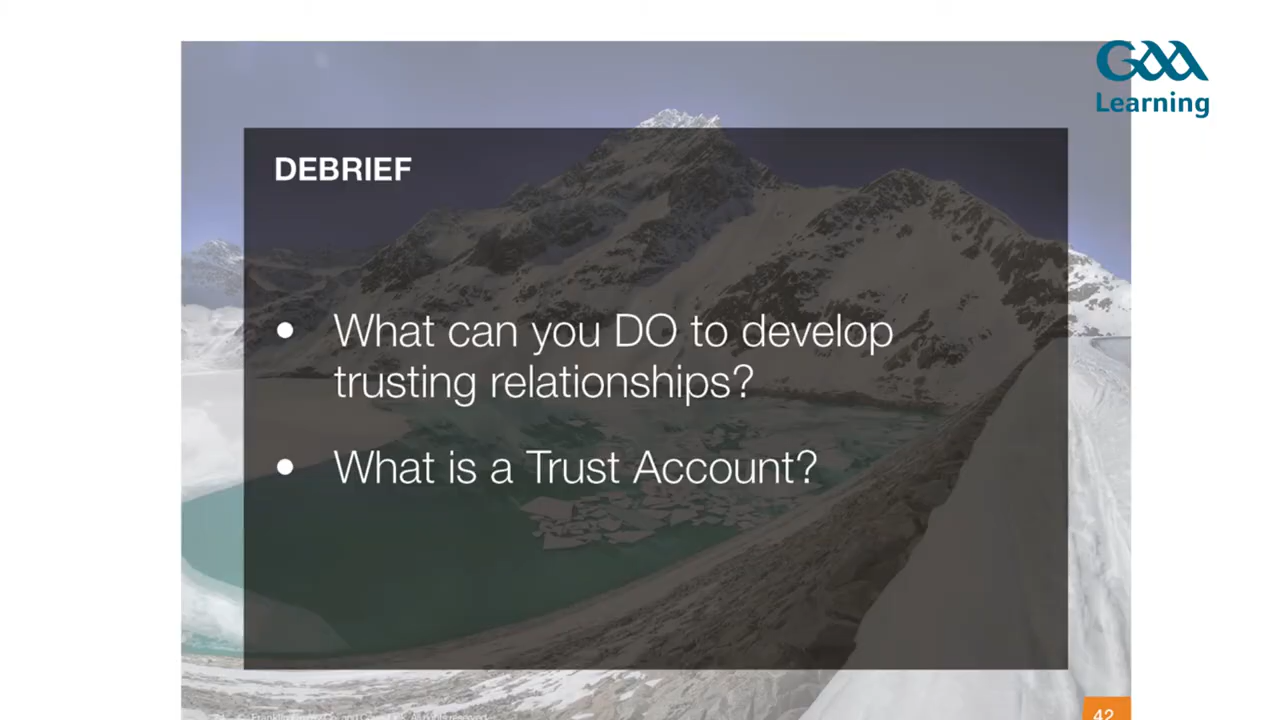 GAA
Learning
DEBRIEF
• What can you DO to develop
trusting relationships?
• What is a Trust Account?
42